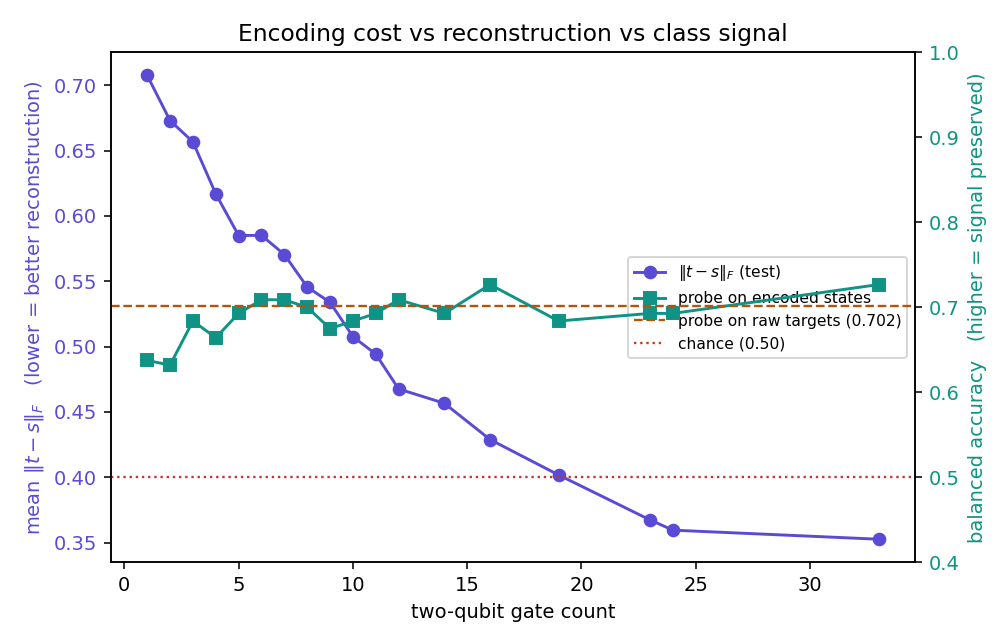 Encoding cost vs reconstruction vs class signal
mean ‖t − s‖F (lower = better reconstruction)
0.70
0.65
0.60
0.55
0.50
0.45
0.40
0.35
1.0
0.9
0.8
0.7
0.6
0.5
0.4
balanced accuracy (higher = signal preserved)
‖t − s‖F (test)
probe on encoded states
probe on raw targets (0.702)
chance (0.50)
0 5 10 15 20 25 30
two-qubit gate count